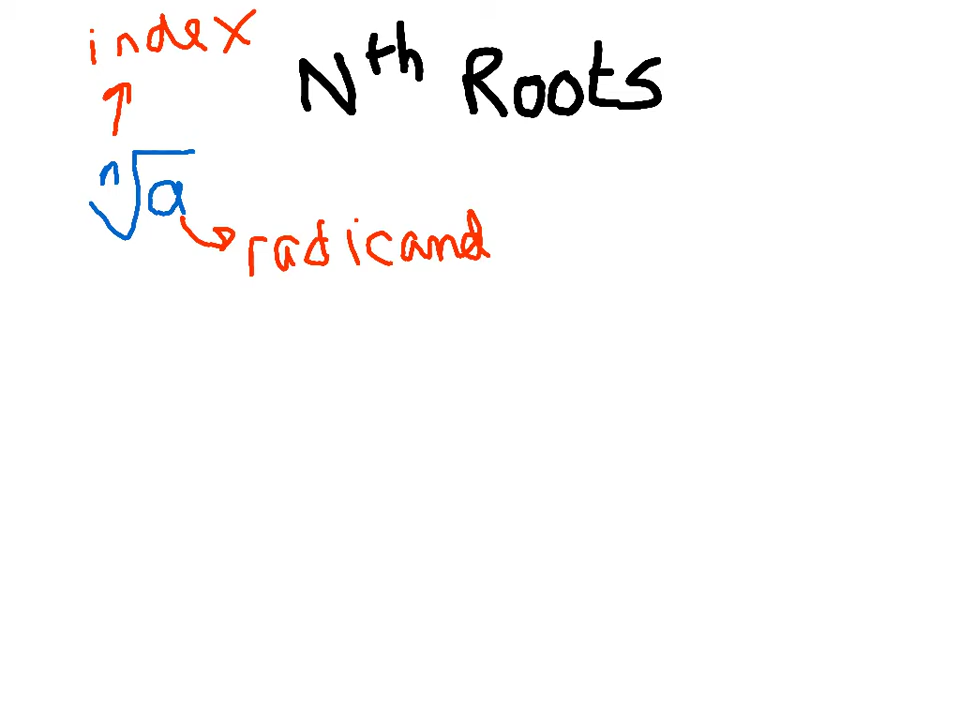 index
Nth Roots
n√a
radicand